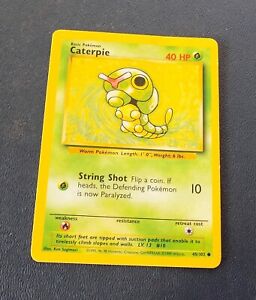 Basic Pokémon
Caterpie
40 HP
Worm Pokémon. Length: 1' 0", Weight: 6 lbs.
String Shot Flip a coin. If
heads, the Defending Pokémon
is now Paralyzed.
10
weakness
resistance
retreat cost
Its short feet are tipped with suction pads that enable it to
tirelessly climb slopes and walls. LV. 13 #10
Illus. Ken Sugimori
45/102